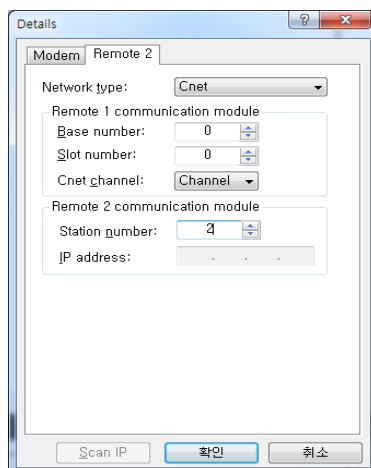 Details
Modem Remote 2
Network type: Cnet
Remote 1 communication module
Base number: 0
Slot number: 0
Cnet channel: Channel
Remote 2 communication module
Station number: 2
IP address: . . .
Scan IP 확인 취소